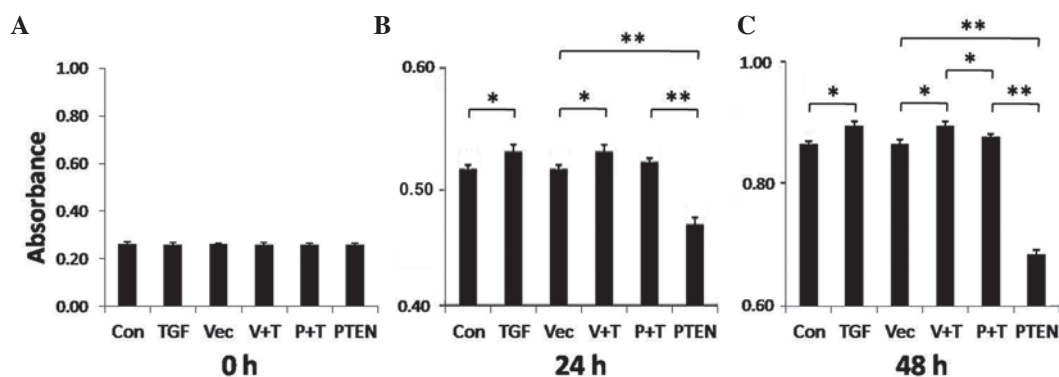 A
B
C
Absorbance
1.00
0.80
0.60
0.40
0.20
0.00
Con TGF Vec V+T P+T PTEN
0 h
0.60
0.50
0.40
* * ** **
Con TGF Vec V+T P+T PTEN
24 h
1.00
0.80
0.60
* * * ** **
Con TGF Vec V+T P+T PTEN
48 h